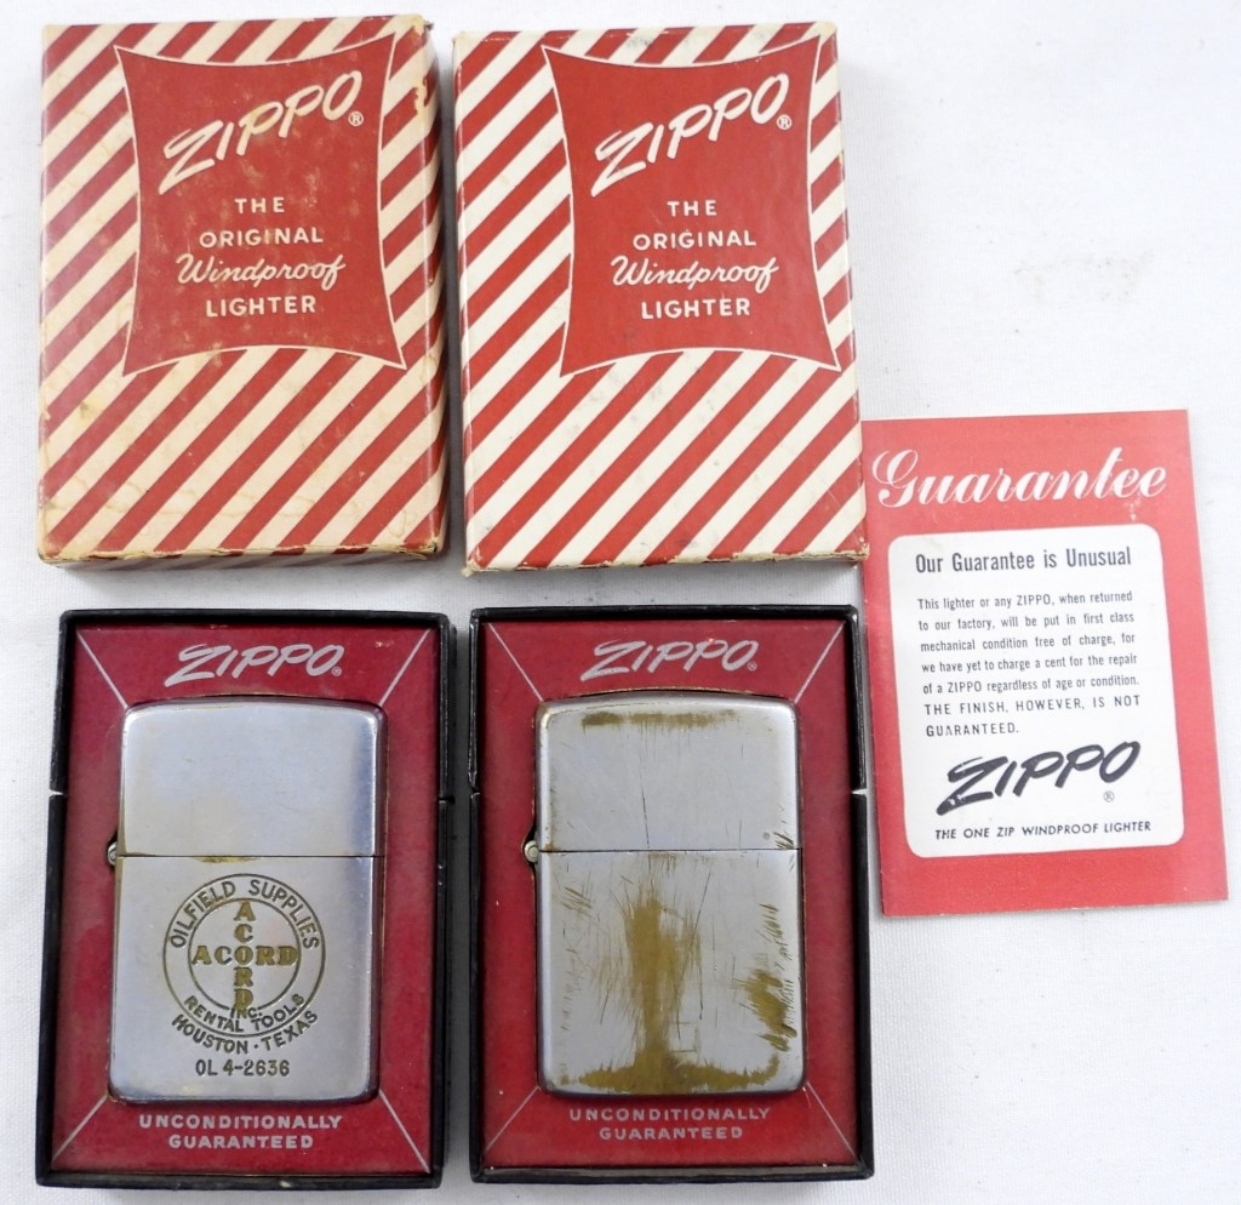 ZIPPO®
THE
ORIGINAL
Windproof
LIGHTER
ZIPPO®
THE
ORIGINAL
Windproof
LIGHTER
Guarantee
Our Guarantee is Unusual
This lighter or any ZIPPO, when returned
to our factory, will be put in first class
mechanical condition free of charge, for
we have yet to charge a cent for the repair
of a ZIPPO regardless of age or condition.
THE FINISH, HOWEVER, IS NOT
GUARANTEED.
ZIPPO®
THE ONE ZIP WINDPROOF LIGHTER
ZIPPO®
OILFIELD SUPPLIES
ACORD
ACORD
INC.
RENTAL TOOLS
HOUSTON · TEXAS
OL 4-2636
UNCONDITIONALLY
GUARANTEED
ZIPPO®
UNCONDITIONALLY
GUARANTEED